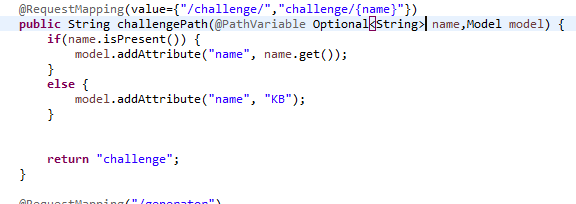 @RequestMapping(value={"/challenge/","challenge/{name}"})
public String challengePath(@PathVariable Optional<String> name,Model model) {
if(name.isPresent()) {
model.addAttribute("name", name.get());
}
else {
model.addAttribute("name", "KB");
}
return "challenge";
}
@RequestMapping("/generator")